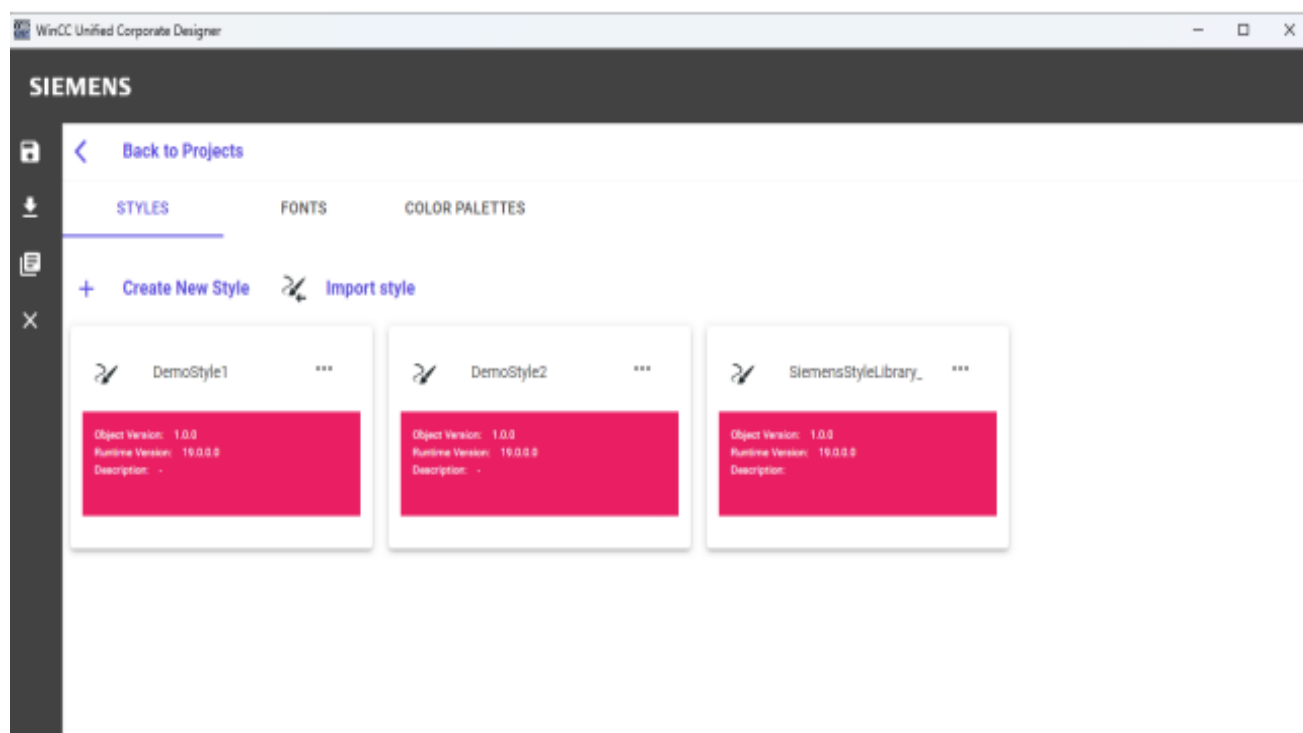 WinCC Unified Corporate Designer
SIEMENS
Back to Projects
STYLES FONTS COLOR PALETTES
+ Create New Style Import style
DemoStyle1 ... DemoStyle2 ... SiemensStyleLibrary_ ...
Object Version: 1.0.0
Runtime Version: 19.0.0.0
Description: -
Object Version: 1.0.0
Runtime Version: 19.0.0.0
Description: -
Object Version: 1.0.0
Runtime Version: 19.0.0.0
Description: